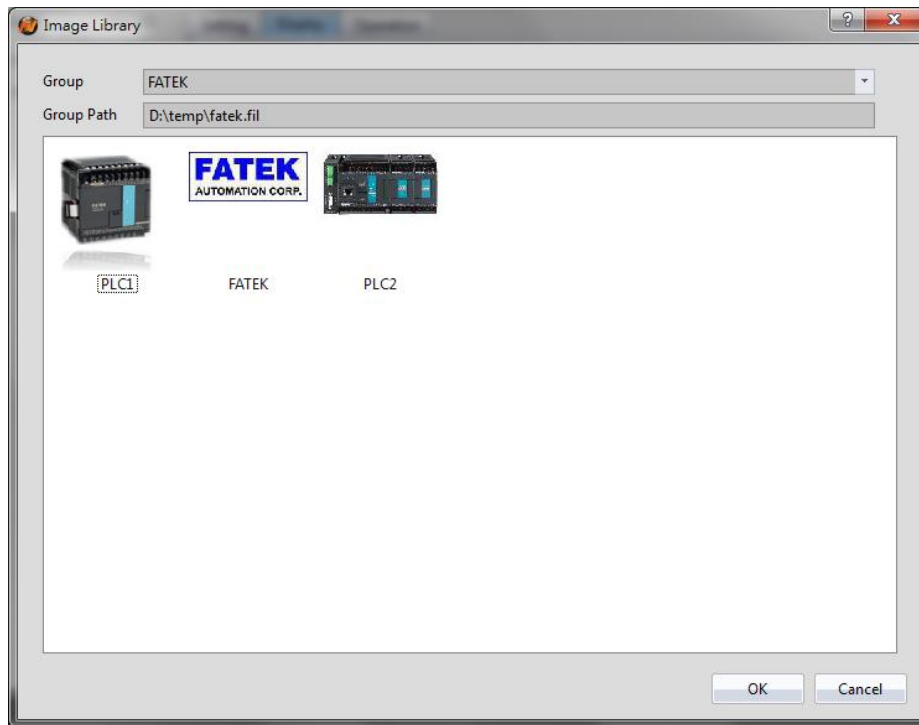 Image Library
Group
FATEK
Group Path
D:\temp\fatek.fil
FATEK
AUTOMATION CORP.
PLC1
FATEK
PLC2
OK
Cancel